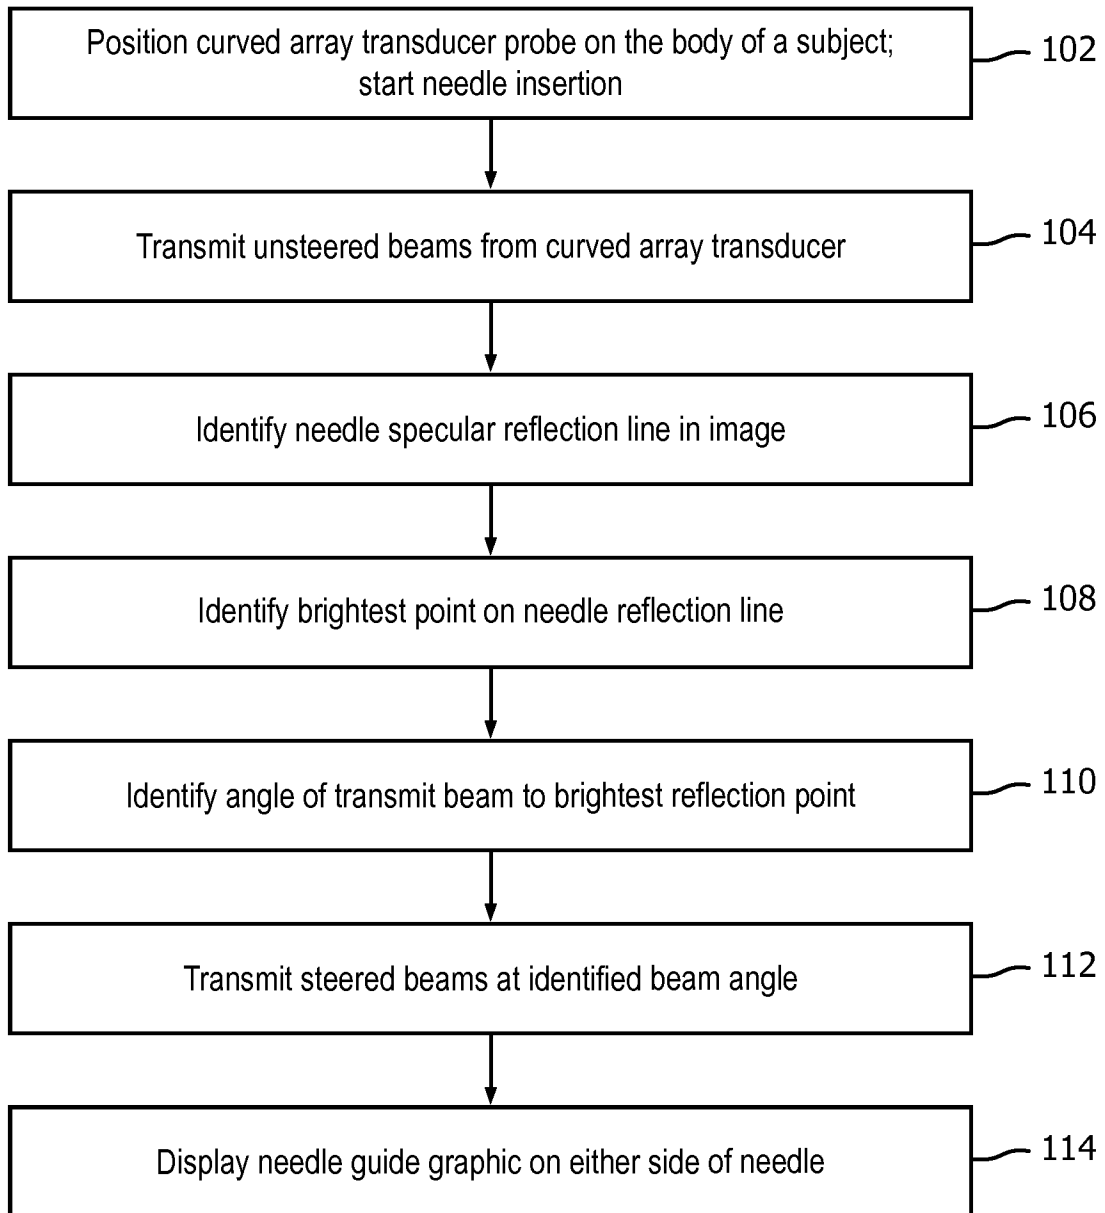 Position curved array transducer probe on the body of a subject;
start needle insertion
102
Transmit unsteered beams from curved array transducer
104
Identify needle specular reflection line in image
106
Identify brightest point on needle reflection line
108
Identify angle of transmit beam to brightest reflection point
110
Transmit steered beams at identified beam angle
112
Display needle guide graphic on either side of needle
114